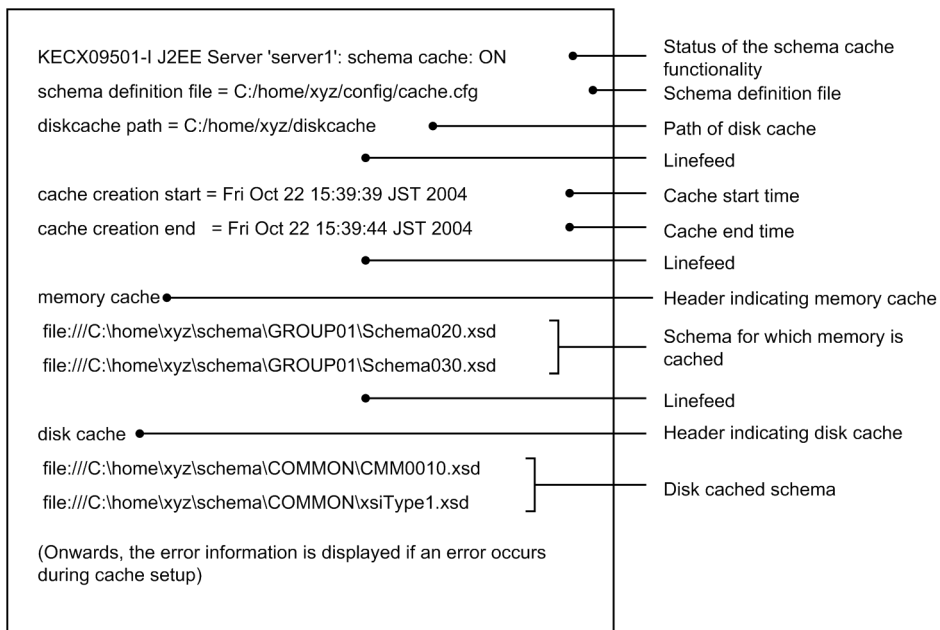 KECX09501-I J2EE Server 'server1': schema cache: ON
Status of the schema cache
functionality
schema definition file = C:/home/xyz/config/cache.cfg
Schema definition file
diskcache path = C:/home/xyz/diskcache
Path of disk cache
Linefeed
cache creation start = Fri Oct 22 15:39:39 JST 2004
Cache start time
cache creation end = Fri Oct 22 15:39:44 JST 2004
Cache end time
Linefeed
memory cache
Header indicating memory cache
file:///C:\home\xyz\schema\GROUP01\Schema020.xsd
file:///C:\home\xyz\schema\GROUP01\Schema030.xsd
Schema for which memory is
cached
Linefeed
disk cache
Header indicating disk cache
file:///C:\home\xyz\schema\COMMON\CMM0010.xsd
file:///C:\home\xyz\schema\COMMON\xsiType1.xsd
Disk cached schema
(Onwards, the error information is displayed if an error occurs
during cache setup)